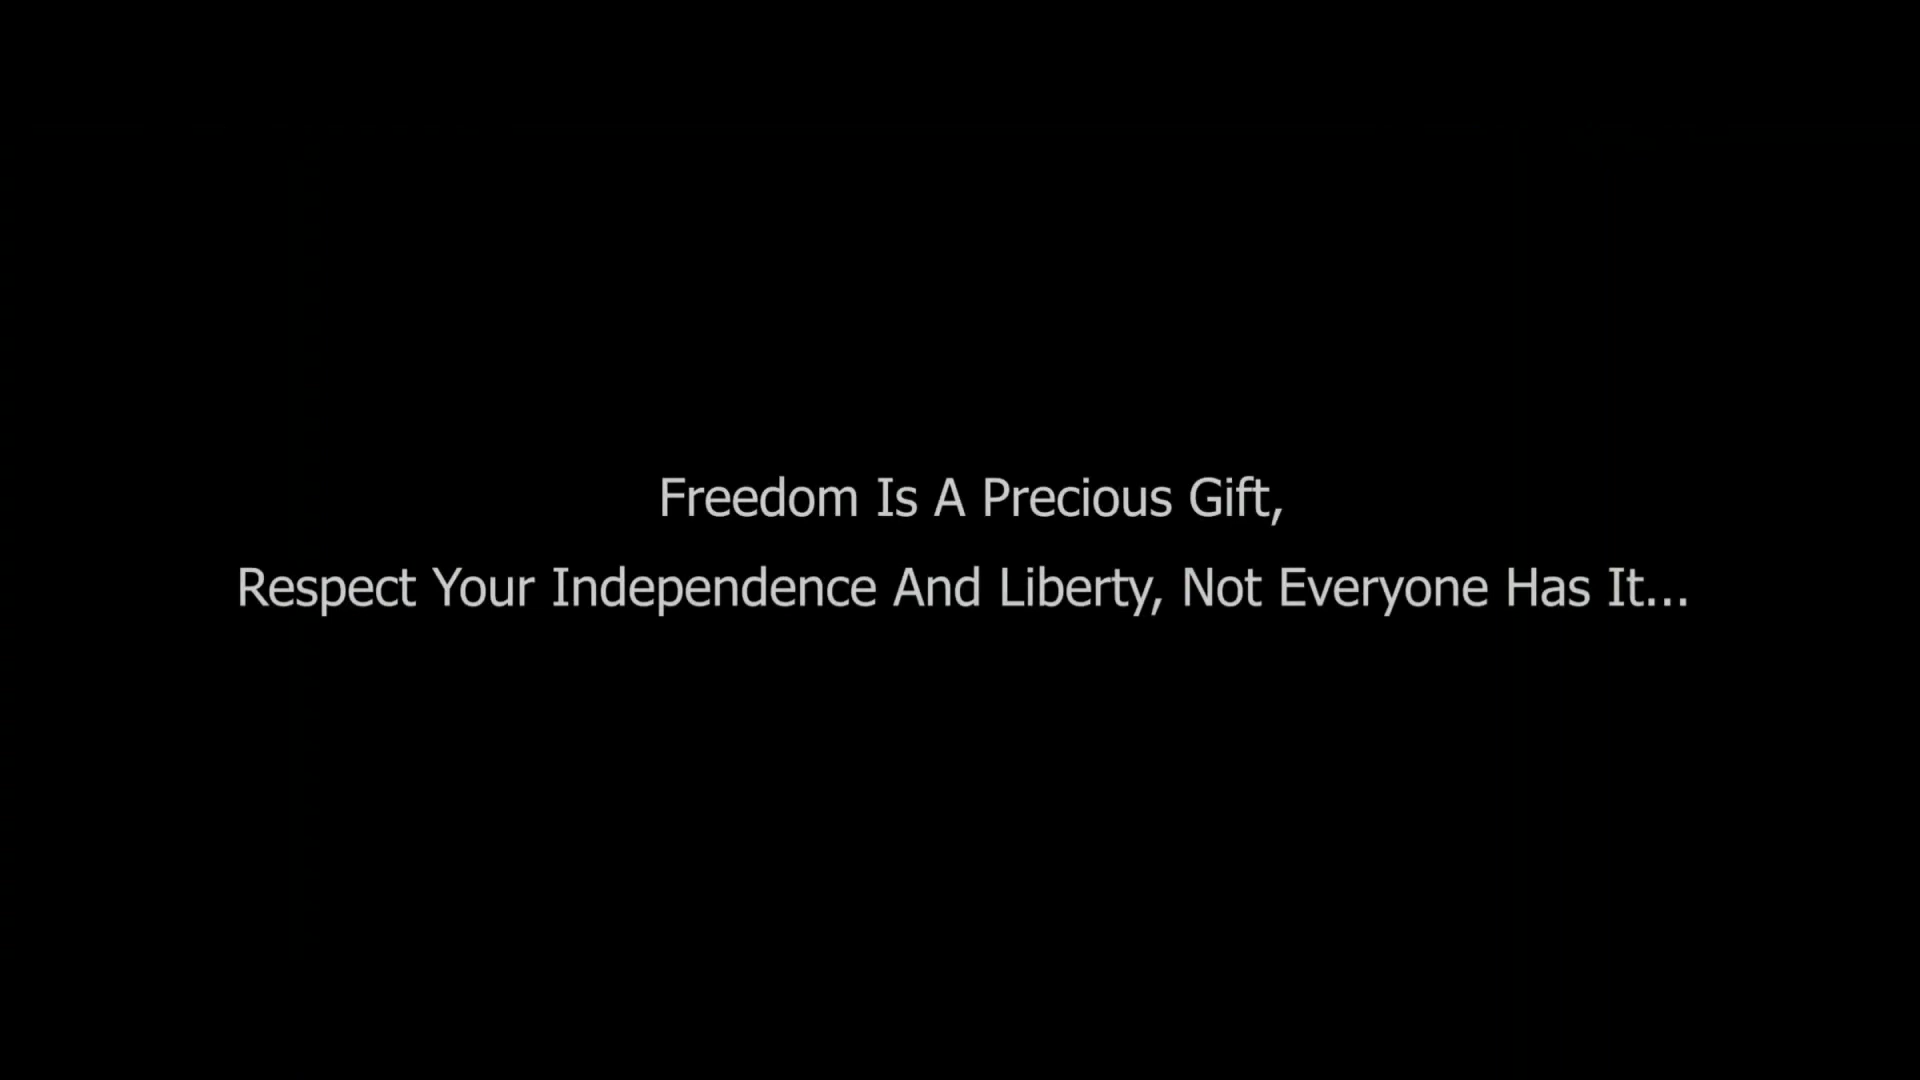 Freedom Is A Precious Gift,
Respect Your Independence And Liberty, Not Everyone Has It...